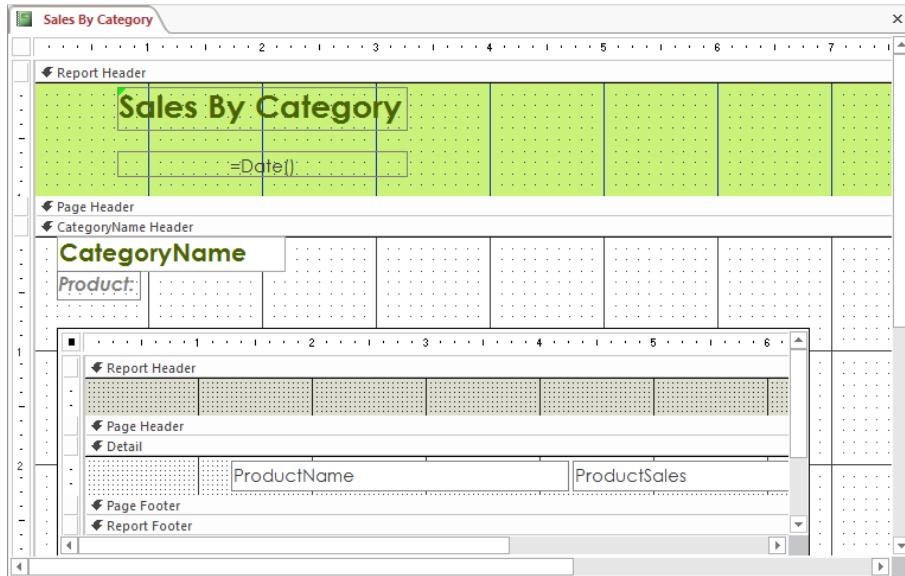 Sales By Category
1 2 3 4 5 6 7
Report Header
Sales By Category
=Date()
Page Header
CategoryName Header
CategoryName
Product:
1 2 3 4 5 6
1
Report Header
Page Header
Detail
2
ProductName ProductSales
Page Footer
Report Footer